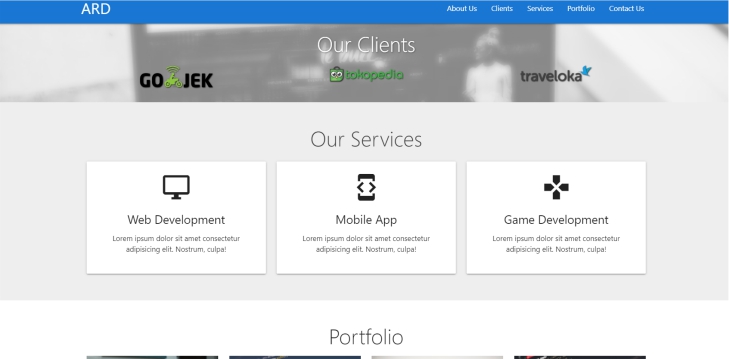 ARD
About Us
Clients
Services
Portfolio
Contact Us
Our Clients
GO JEK
tokopedia
traveloka
Our Services
Web Development
Lorem ipsum dolor sit amet consectetur
adipisicing elit. Nostrum, culpa!
Mobile App
Lorem ipsum dolor sit amet consectetur
adipisicing elit. Nostrum, culpa!
Game Development
Lorem ipsum dolor sit amet consectetur
adipisicing elit. Nostrum, culpa!
Portfolio